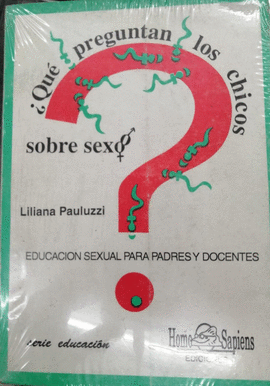 ¿Qué preguntan los chicos
sobre sexo
Liliana Pauluzzi
EDUCACION SEXUAL PARA PADRES Y DOCENTES
serie educación
Homo Sapiens
EDICIONES